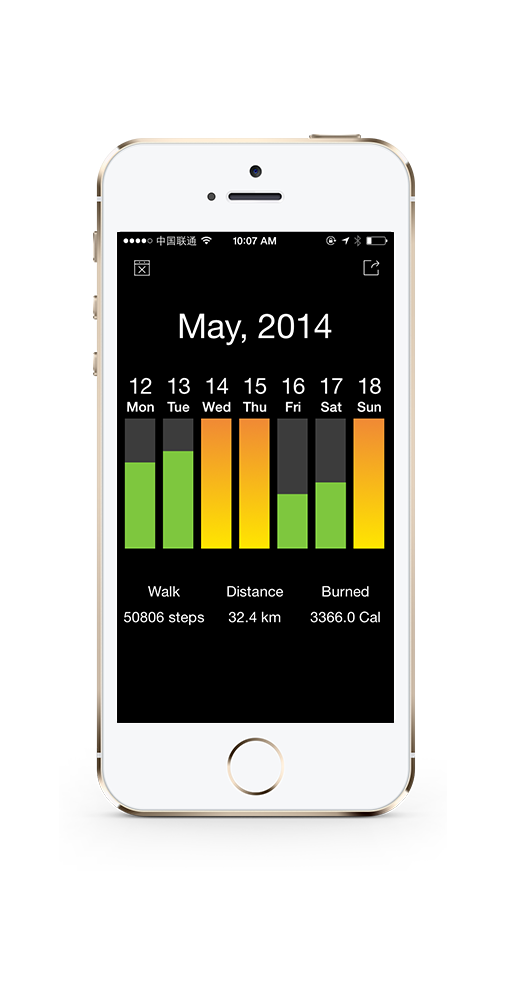 中国联通 10:07 AM
May, 2014
12 13 14 15 16 17 18
Mon Tue Wed Thu Fri Sat Sun
Walk Distance Burned
50806 steps 32.4 km 3366.0 Cal